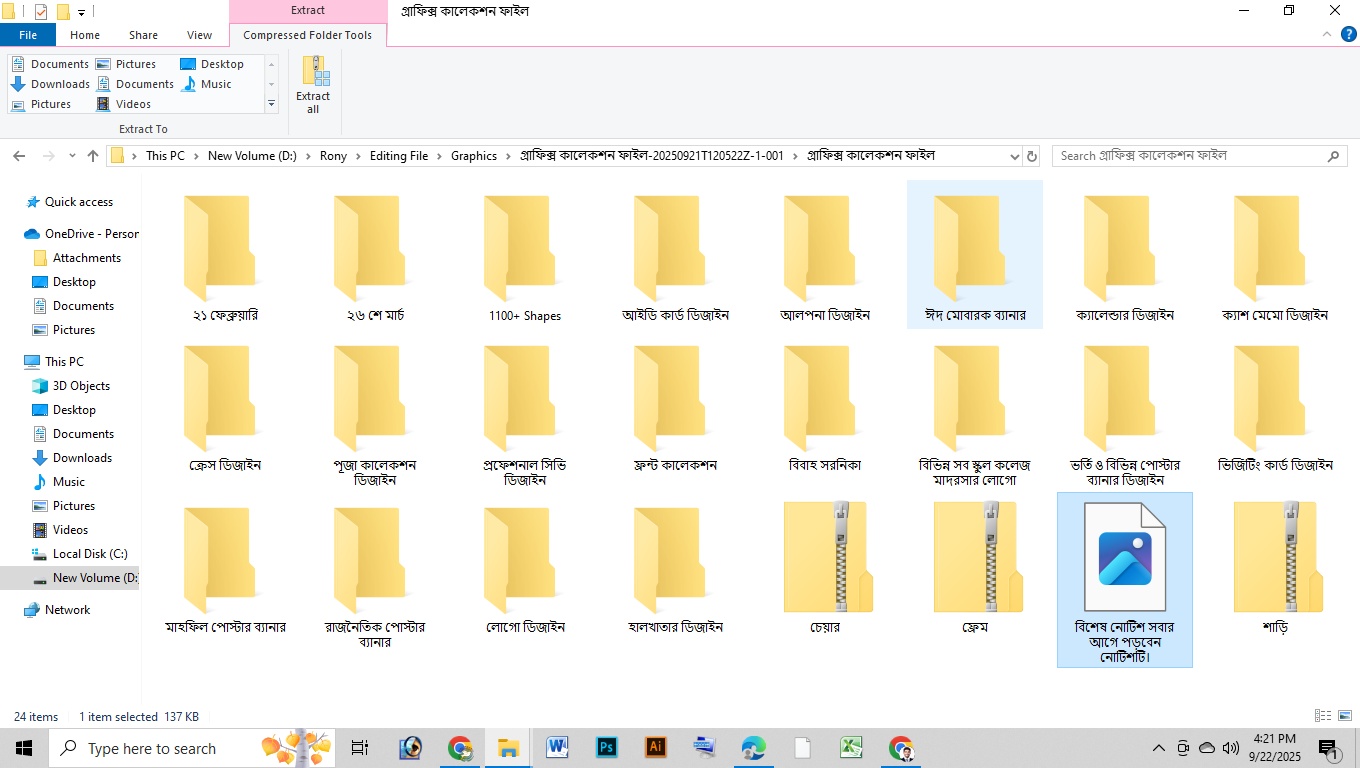 Extract
গ্রাফিক্স কালেকশন ফাইল
File Home Share View Compressed Folder Tools
Documents Pictures Desktop
Downloads Documents Music
Pictures Videos
Extract all
Extract To
This PC New Volume (D:) Rony Editing File Graphics গ্রাফিক্স কালেকশন ফাইল-20250921T120522Z-1-001 গ্রাফিক্স কালেকশন ফাইল
Search গ্রাফিক্স কালেকশন ফাইল
Quick access
OneDrive - Person
Attachments
Desktop
Documents
Pictures
This PC
3D Objects
Desktop
Documents
Downloads
Music
Pictures
Videos
Local Disk (C:)
New Volume (D:
Network
২১ ফেব্রুয়ারি
২৬ শে মার্চ
1100+ Shapes
আইডি কার্ড ডিজাইন
আলপনা ডিজাইন
ঈদ মোবারক ব্যানার
ক্যালেন্ডার ডিজাইন
ক্যাশ মেমো ডিজাইন
ক্রেস ডিজাইন
পূজা কালেকশন
ডিজাইন
প্রফেশনাল সিভি
ডিজাইন
ফ্রন্ট কালেকশন
বিবাহ সরনিকা
বিভিন্ন সব স্কুল কলেজ
মাদরসার লোগো
ভর্তি ও বিভিন্ন পোস্টার
ব্যানার ডিজাইন
ভিজিটিং কার্ড ডিজাইন
মাহফিল পোস্টার ব্যানার
রাজনৈতিক পোস্টার
ব্যানার
লোগো ডিজাইন
হালখাতার ডিজাইন
চেয়ার
ফ্রেম
বিশেষ নোটিশ সবার
আগে পড়বেন
নোটিশটি।
শাড়ি
24 items 1 item selected 137 KB
Type here to search
W
Ps
Ai
4:21 PM
9/22/2025
1